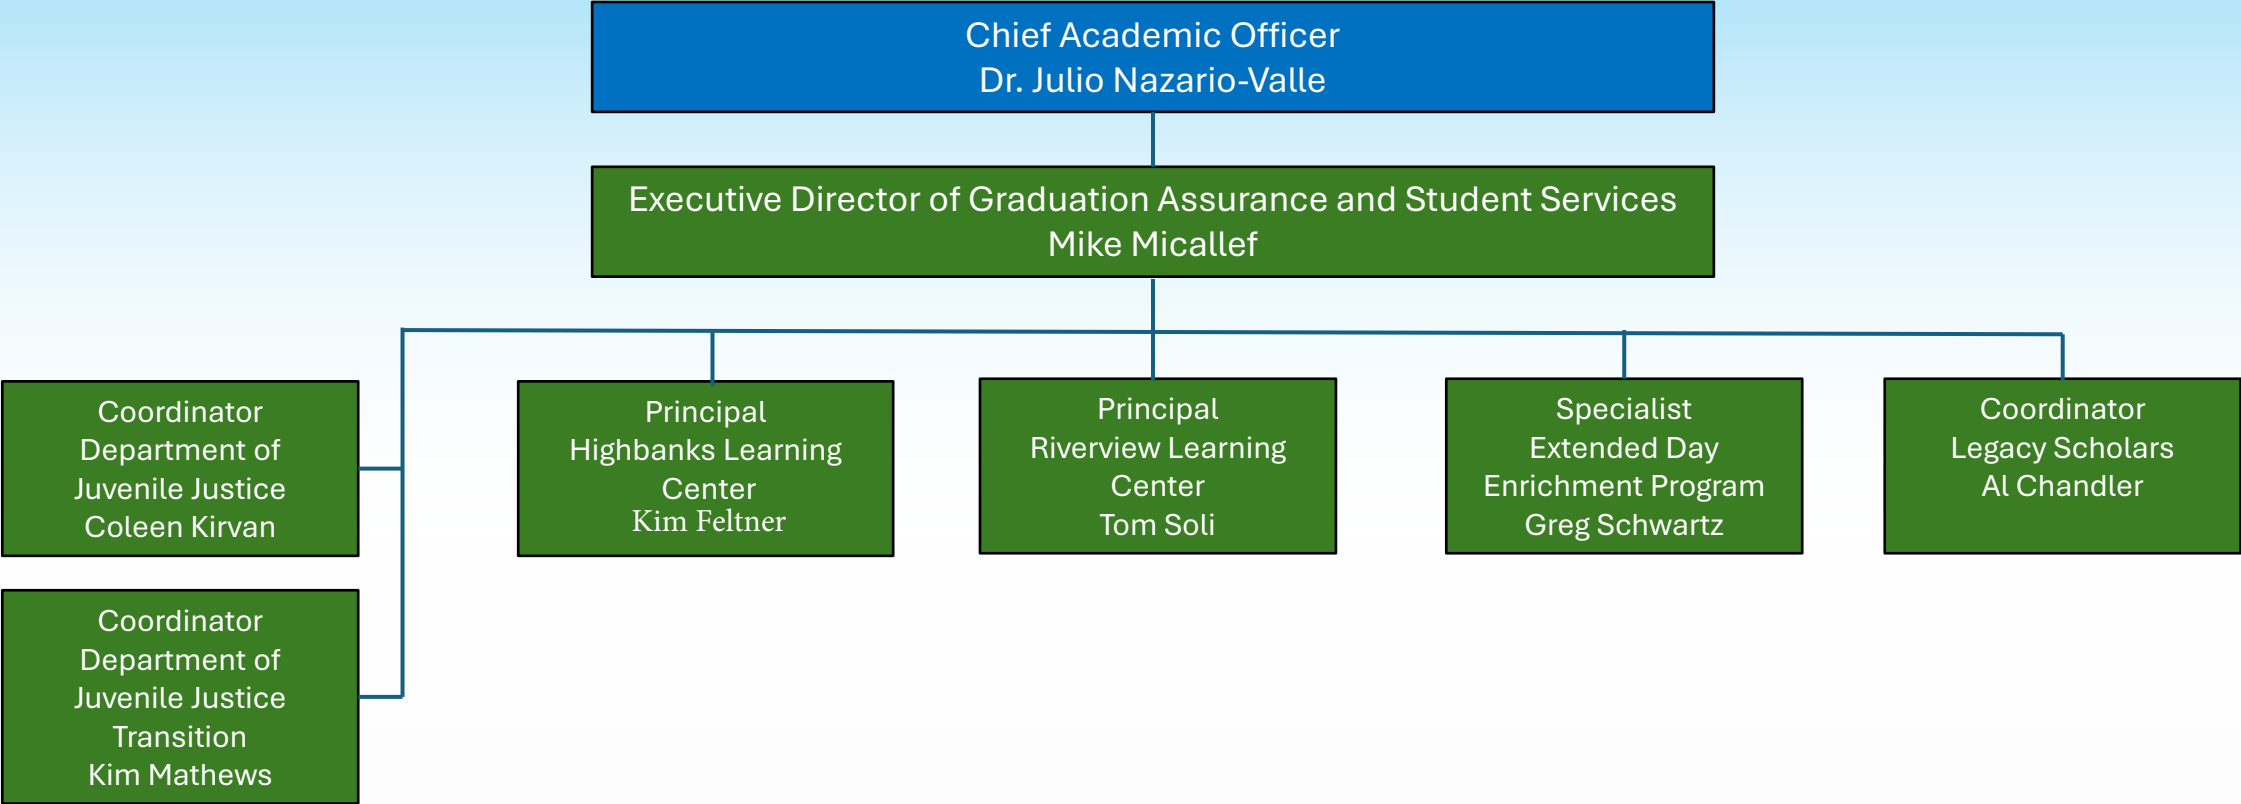 Chief Academic Officer
Dr. Julio Nazario-Valle
Executive Director of Graduation Assurance and Student Services
Mike Micallef
Coordinator
Department of
Juvenile Justice
Coleen Kirvan
Principal
Highbanks Learning
Center
Kim Feltner
Principal
Riverview Learning
Center
Tom Soli
Specialist
Extended Day
Enrichment Program
Greg Schwartz
Coordinator
Legacy Scholars
Al Chandler
Coordinator
Department of
Juvenile Justice
Transition
Kim Mathews